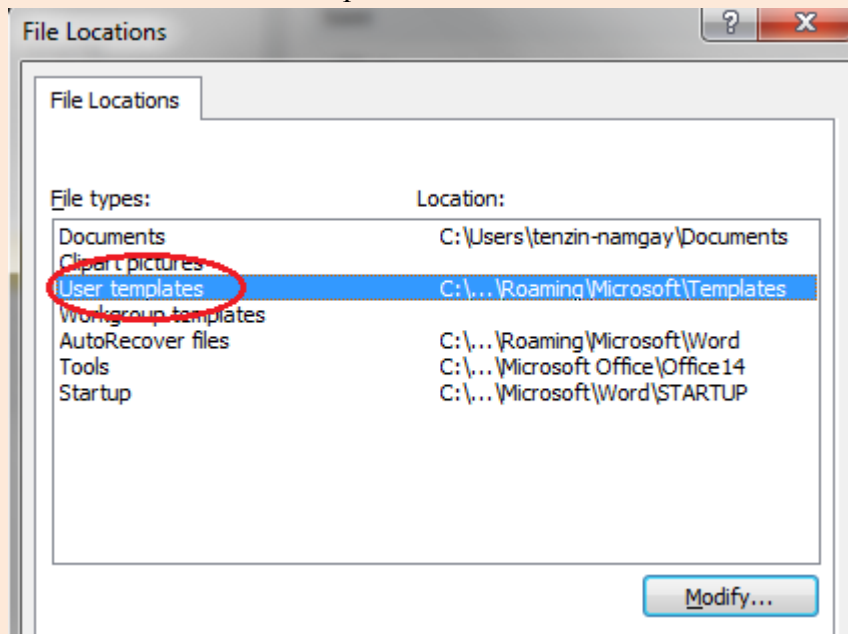 File Locations
File Locations
File types: Location:
Documents C:\Users\tenzin-namgay\Documents
Clipart pictures
User templates C:\...\Roaming\Microsoft\Templates
Workgroup templates
AutoRecover files C:\...\Roaming\Microsoft\Word
Tools C:\...\Microsoft Office\Office14
Startup C:\...\Microsoft\Word\STARTUP
Modify...